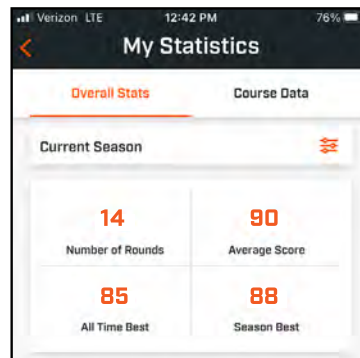 Verizon LTE 12:42 PM 76%
My Statistics
Overall Stats Course Data
Current Season
14 90
Number of Rounds Average Score
85 88
All Time Best Season Best